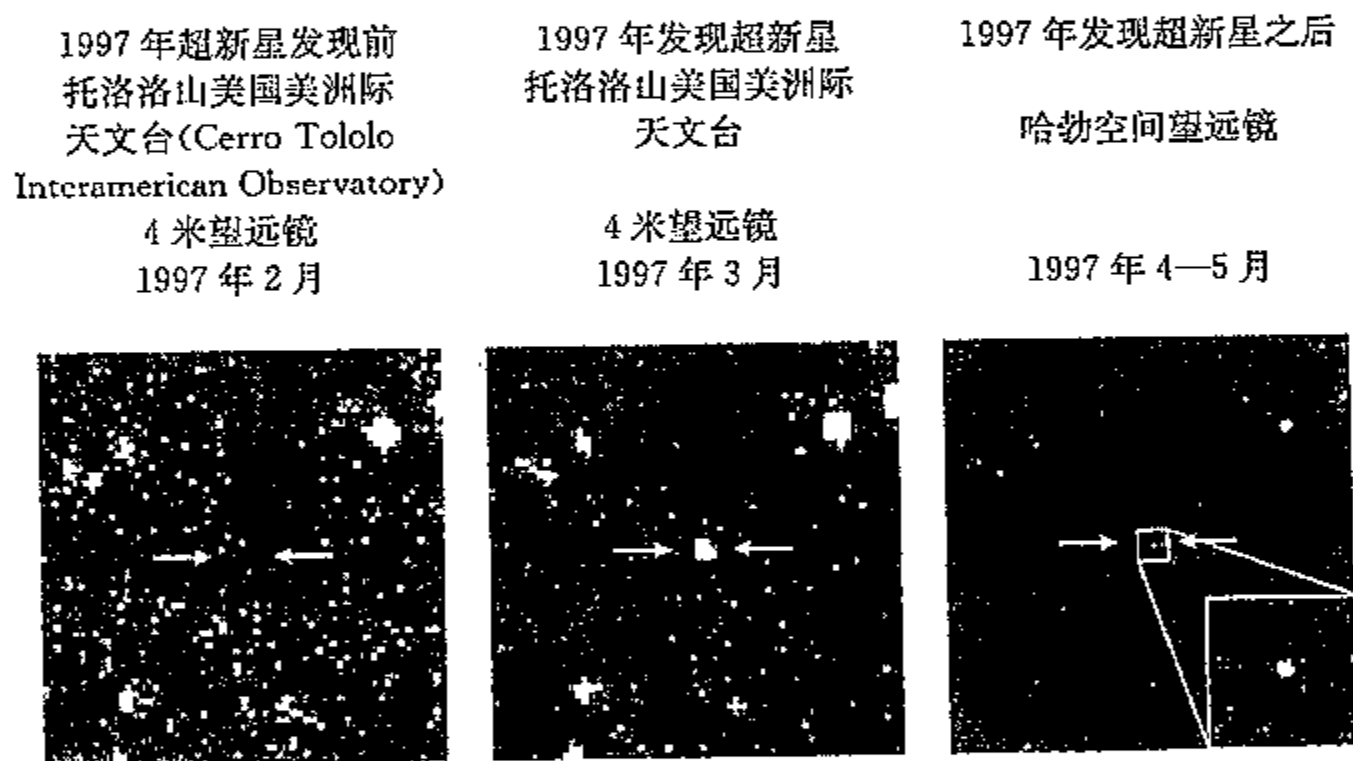 1997 年超新星发现前
托洛洛山美国美洲际
天文台(Cerro Tololo
Interamerican Observatory)
4 米望远镜
1997 年 2 月
1997 年发现超新星
托洛洛山美国美洲际
天文台
4 米望远镜
1997 年 3 月
1997 年发现超新星之后
哈勃空间望远镜
1997 年 4—5 月